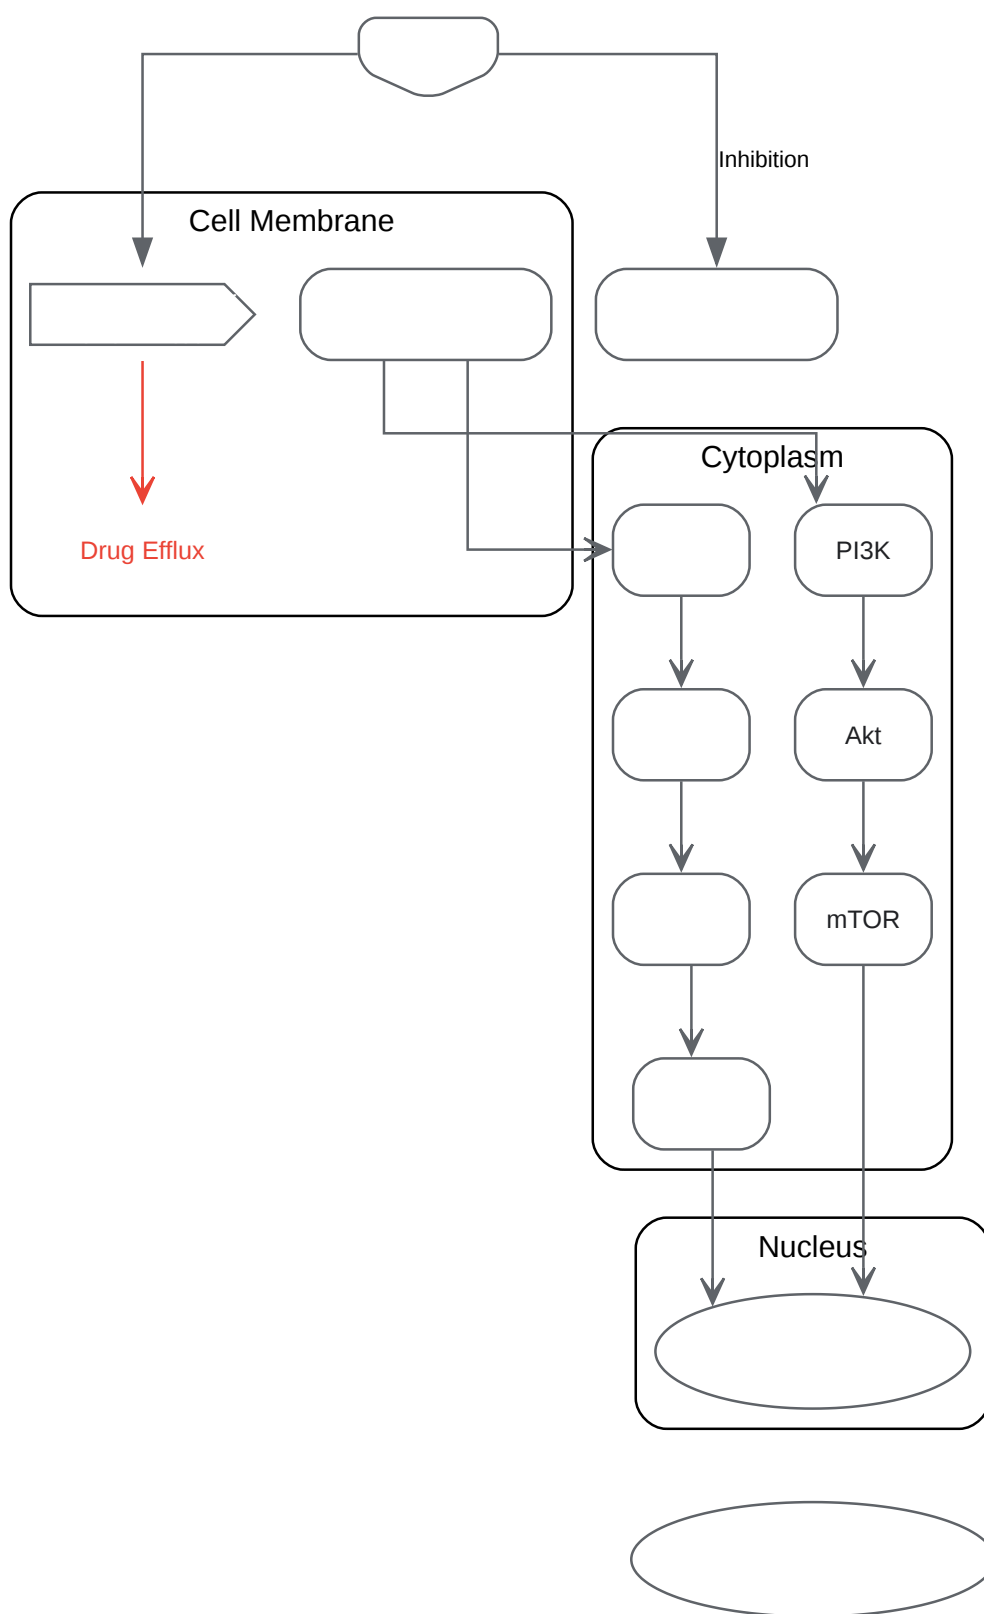 Inhibition
Cell Membrane
Cytoplasm
Drug Efflux
PI3K
Akt
mTOR
Nucleus